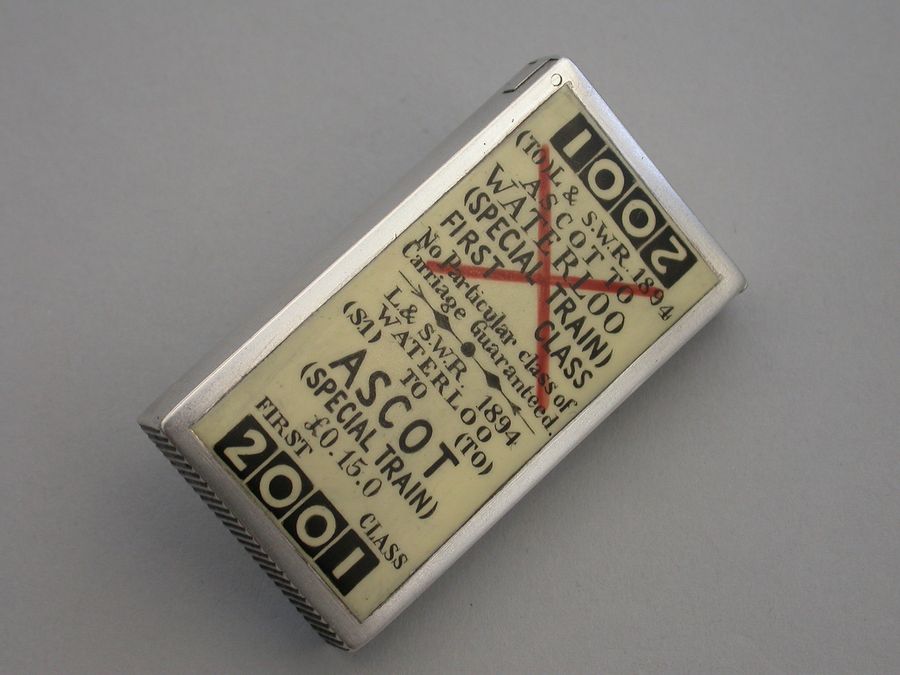 2001
(TO)L & S.W.R. 1894
ASCOT TO
WATERLOO
(SPECIAL TRAIN)
FIRST CLASS
No Particular class of
Carriage Guaranteed.
L.& S.W.R. 1894
WATERLOO
(S1) TO (TO)
ASCOT
(SPECIAL TRAIN)
£0.15.0
FIRST CLASS
2001